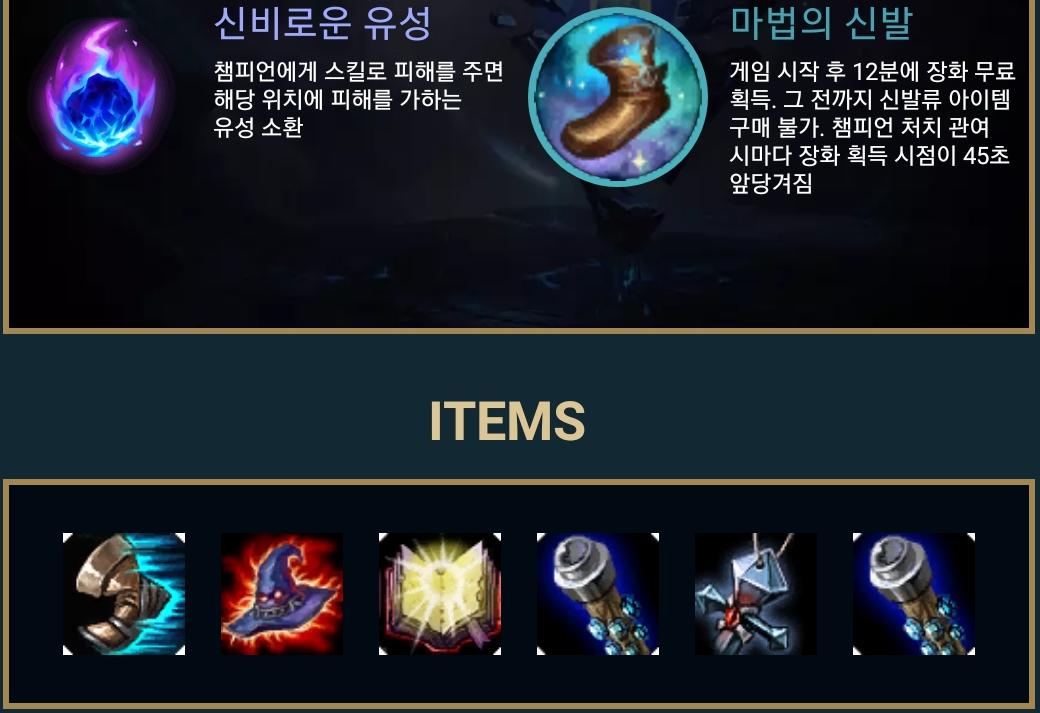 신비로운 유성
챔피언에게 스킬로 피해를 주면
해당 위치에 피해를 가하는
유성 소환
마법의 신발
게임 시작 후 12분에 장화 무료
획득. 그 전까지 신발류 아이템
구매 불가. 챔피언 처치 관여
시마다 장화 획득 시점이 45초
앞당겨짐
ITEMS